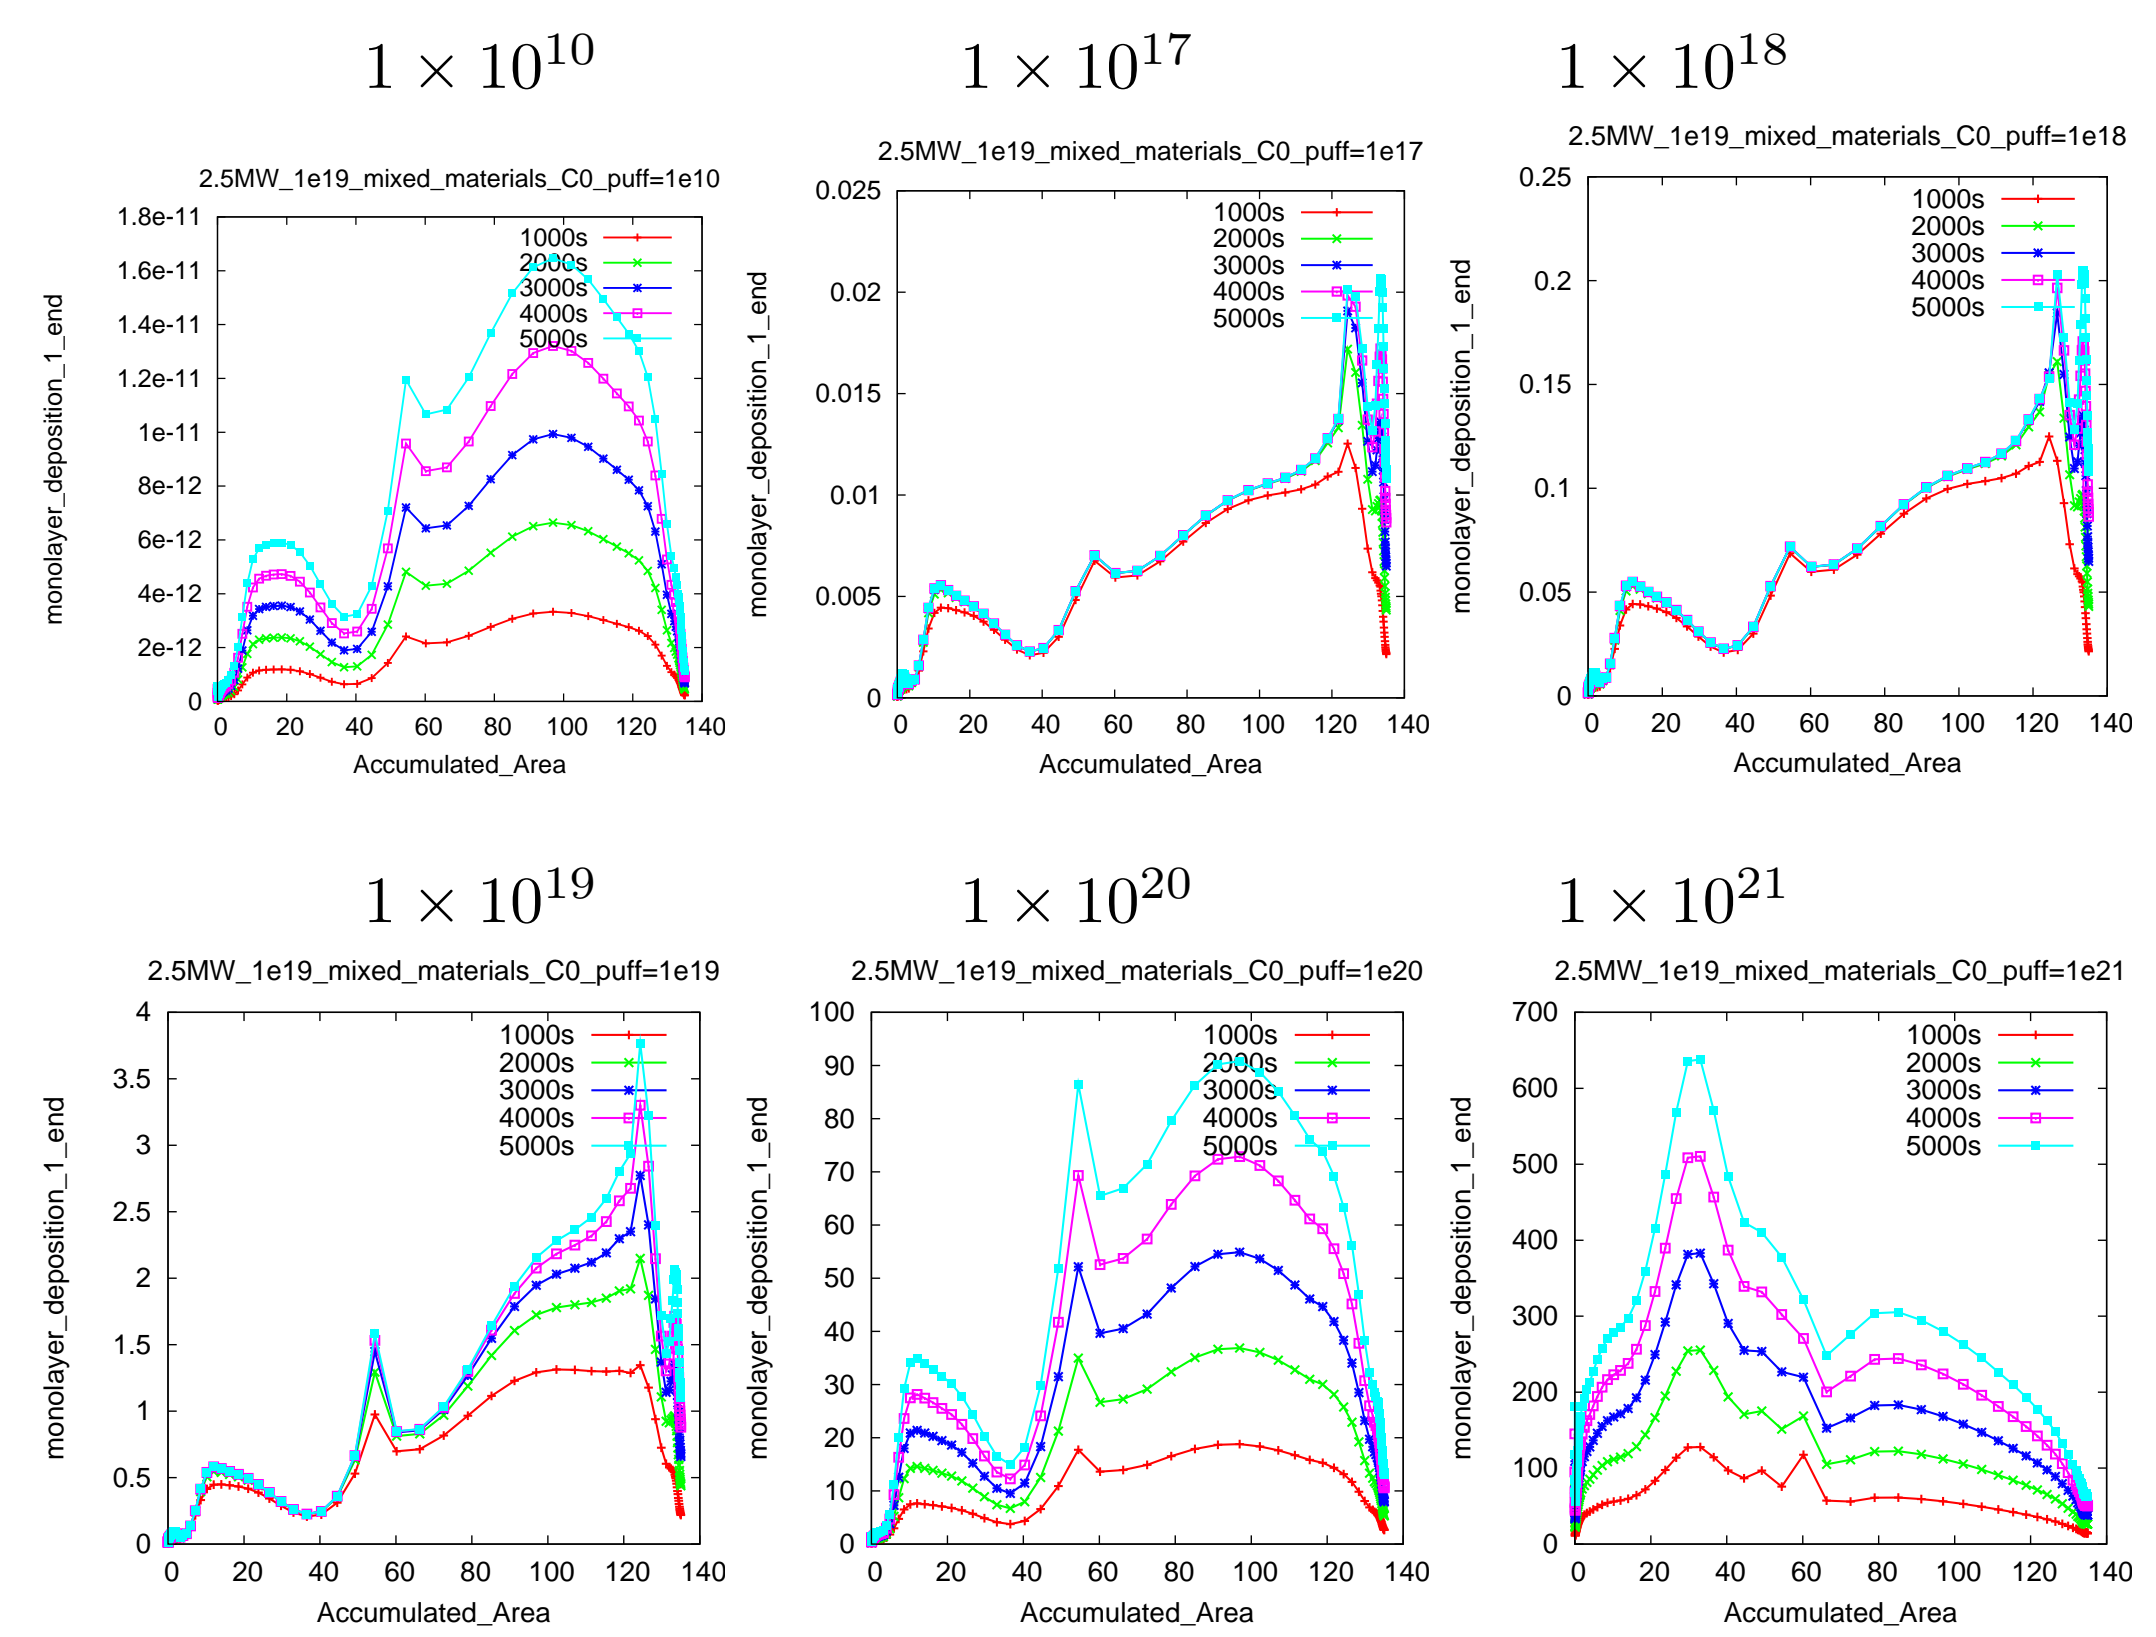 1 × 10^10
1 × 10^17
1 × 10^18
2.5MW_1e19_mixed_materials_C0_puff=1e10
monolayer_deposition_1_end
1.8e-11
1.6e-11
1.4e-11
1.2e-11
1e-11
8e-12
6e-12
4e-12
2e-12
0
0 20 40 60 80 100 120 140
Accumulated_Area
1000s
2000s
3000s
4000s
5000s
2.5MW_1e19_mixed_materials_C0_puff=1e17
monolayer_deposition_1_end
0.025
0.02
0.015
0.01
0.005
0
0 20 40 60 80 100 120 140
Accumulated_Area
1000s
2000s
3000s
4000s
5000s
2.5MW_1e19_mixed_materials_C0_puff=1e18
monolayer_deposition_1_end
0.25
0.2
0.15
0.1
0.05
0
0 20 40 60 80 100 120 140
Accumulated_Area
1000s
2000s
3000s
4000s
5000s
1 × 10^19
1 × 10^20
1 × 10^21
2.5MW_1e19_mixed_materials_C0_puff=1e19
monolayer_deposition_1_end
4
3.5
3
2.5
2
1.5
1
0.5
0
0 20 40 60 80 100 120 140
Accumulated_Area
1000s
2000s
3000s
4000s
5000s
2.5MW_1e19_mixed_materials_C0_puff=1e20
monolayer_deposition_1_end
100
90
80
70
60
50
40
30
20
10
0
0 20 40 60 80 100 120 140
Accumulated_Area
1000s
2000s
3000s
4000s
5000s
2.5MW_1e19_mixed_materials_C0_puff=1e21
monolayer_deposition_1_end
700
600
500
400
300
200
100
0
0 20 40 60 80 100 120 140
Accumulated_Area
1000s
2000s
3000s
4000s
5000s